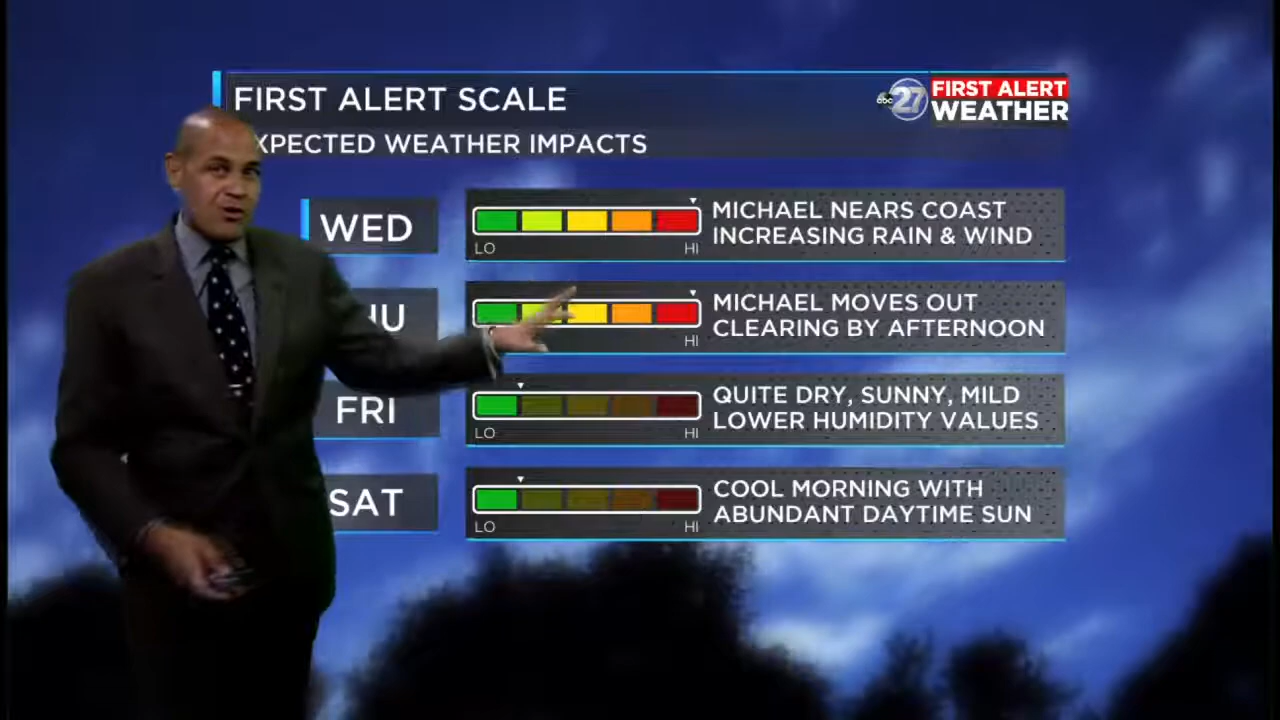 FIRST ALERT SCALE
XPECTED WEATHER IMPACTS
abc 27
FIRST ALERT
WEATHER
WED
LO
HI
MICHAEL NEARS COAST
INCREASING RAIN & WIND
HU
HI
MICHAEL MOVES OUT
CLEARING BY AFTERNOON
FRI
LO
HI
QUITE DRY, SUNNY, MILD
LOWER HUMIDITY VALUES
SAT
LO
HI
COOL MORNING WITH
ABUNDANT DAYTIME SUN